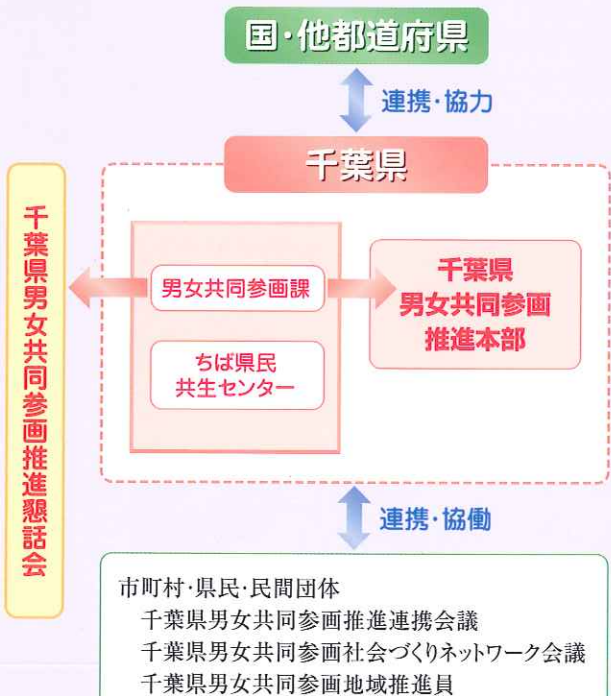 国・他都道府県
連携・協力
千葉県
千葉県男女共同参画推進懇話会
男女共同参画課
ちば県民
共生センター
千葉県
男女共同参画
推進本部
連携・協働
市町村・県民・民間団体
千葉県男女共同参画推進連携会議
千葉県男女共同参画社会づくりネットワーク会議
千葉県男女共同参画地域推進員